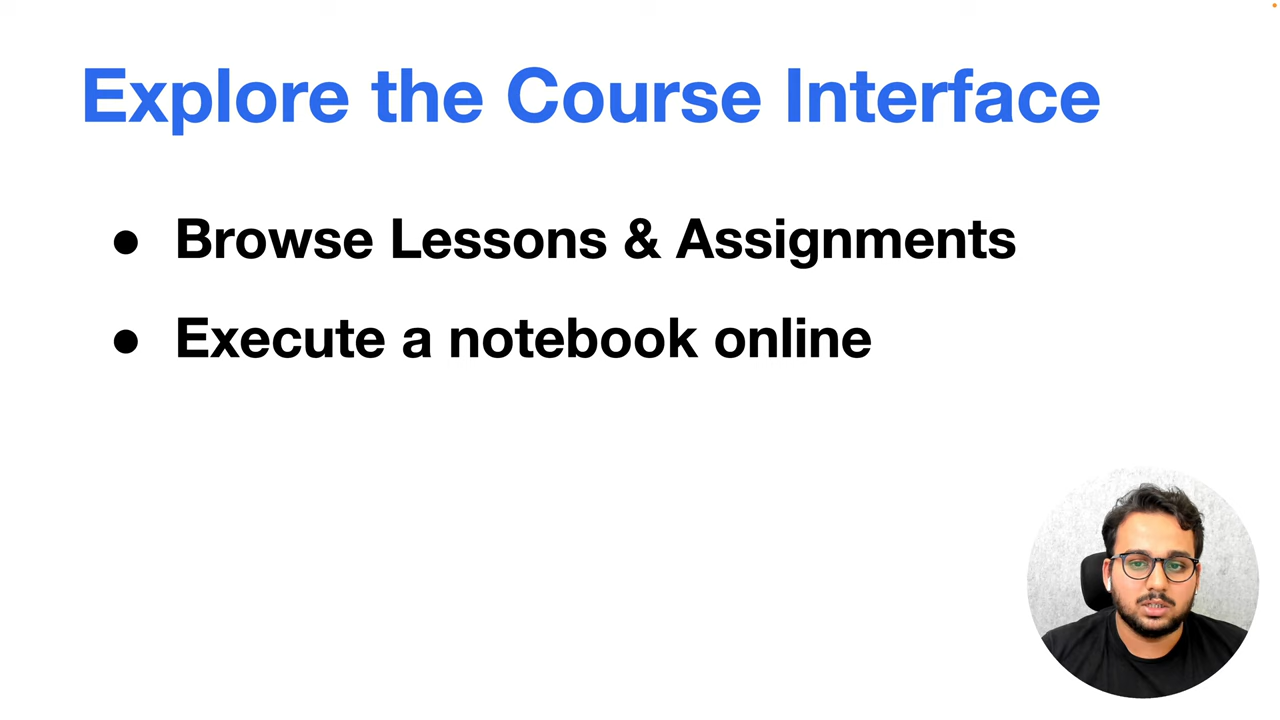 Explore the Course Interface
● Browse Lessons & Assignments
● Execute a notebook online